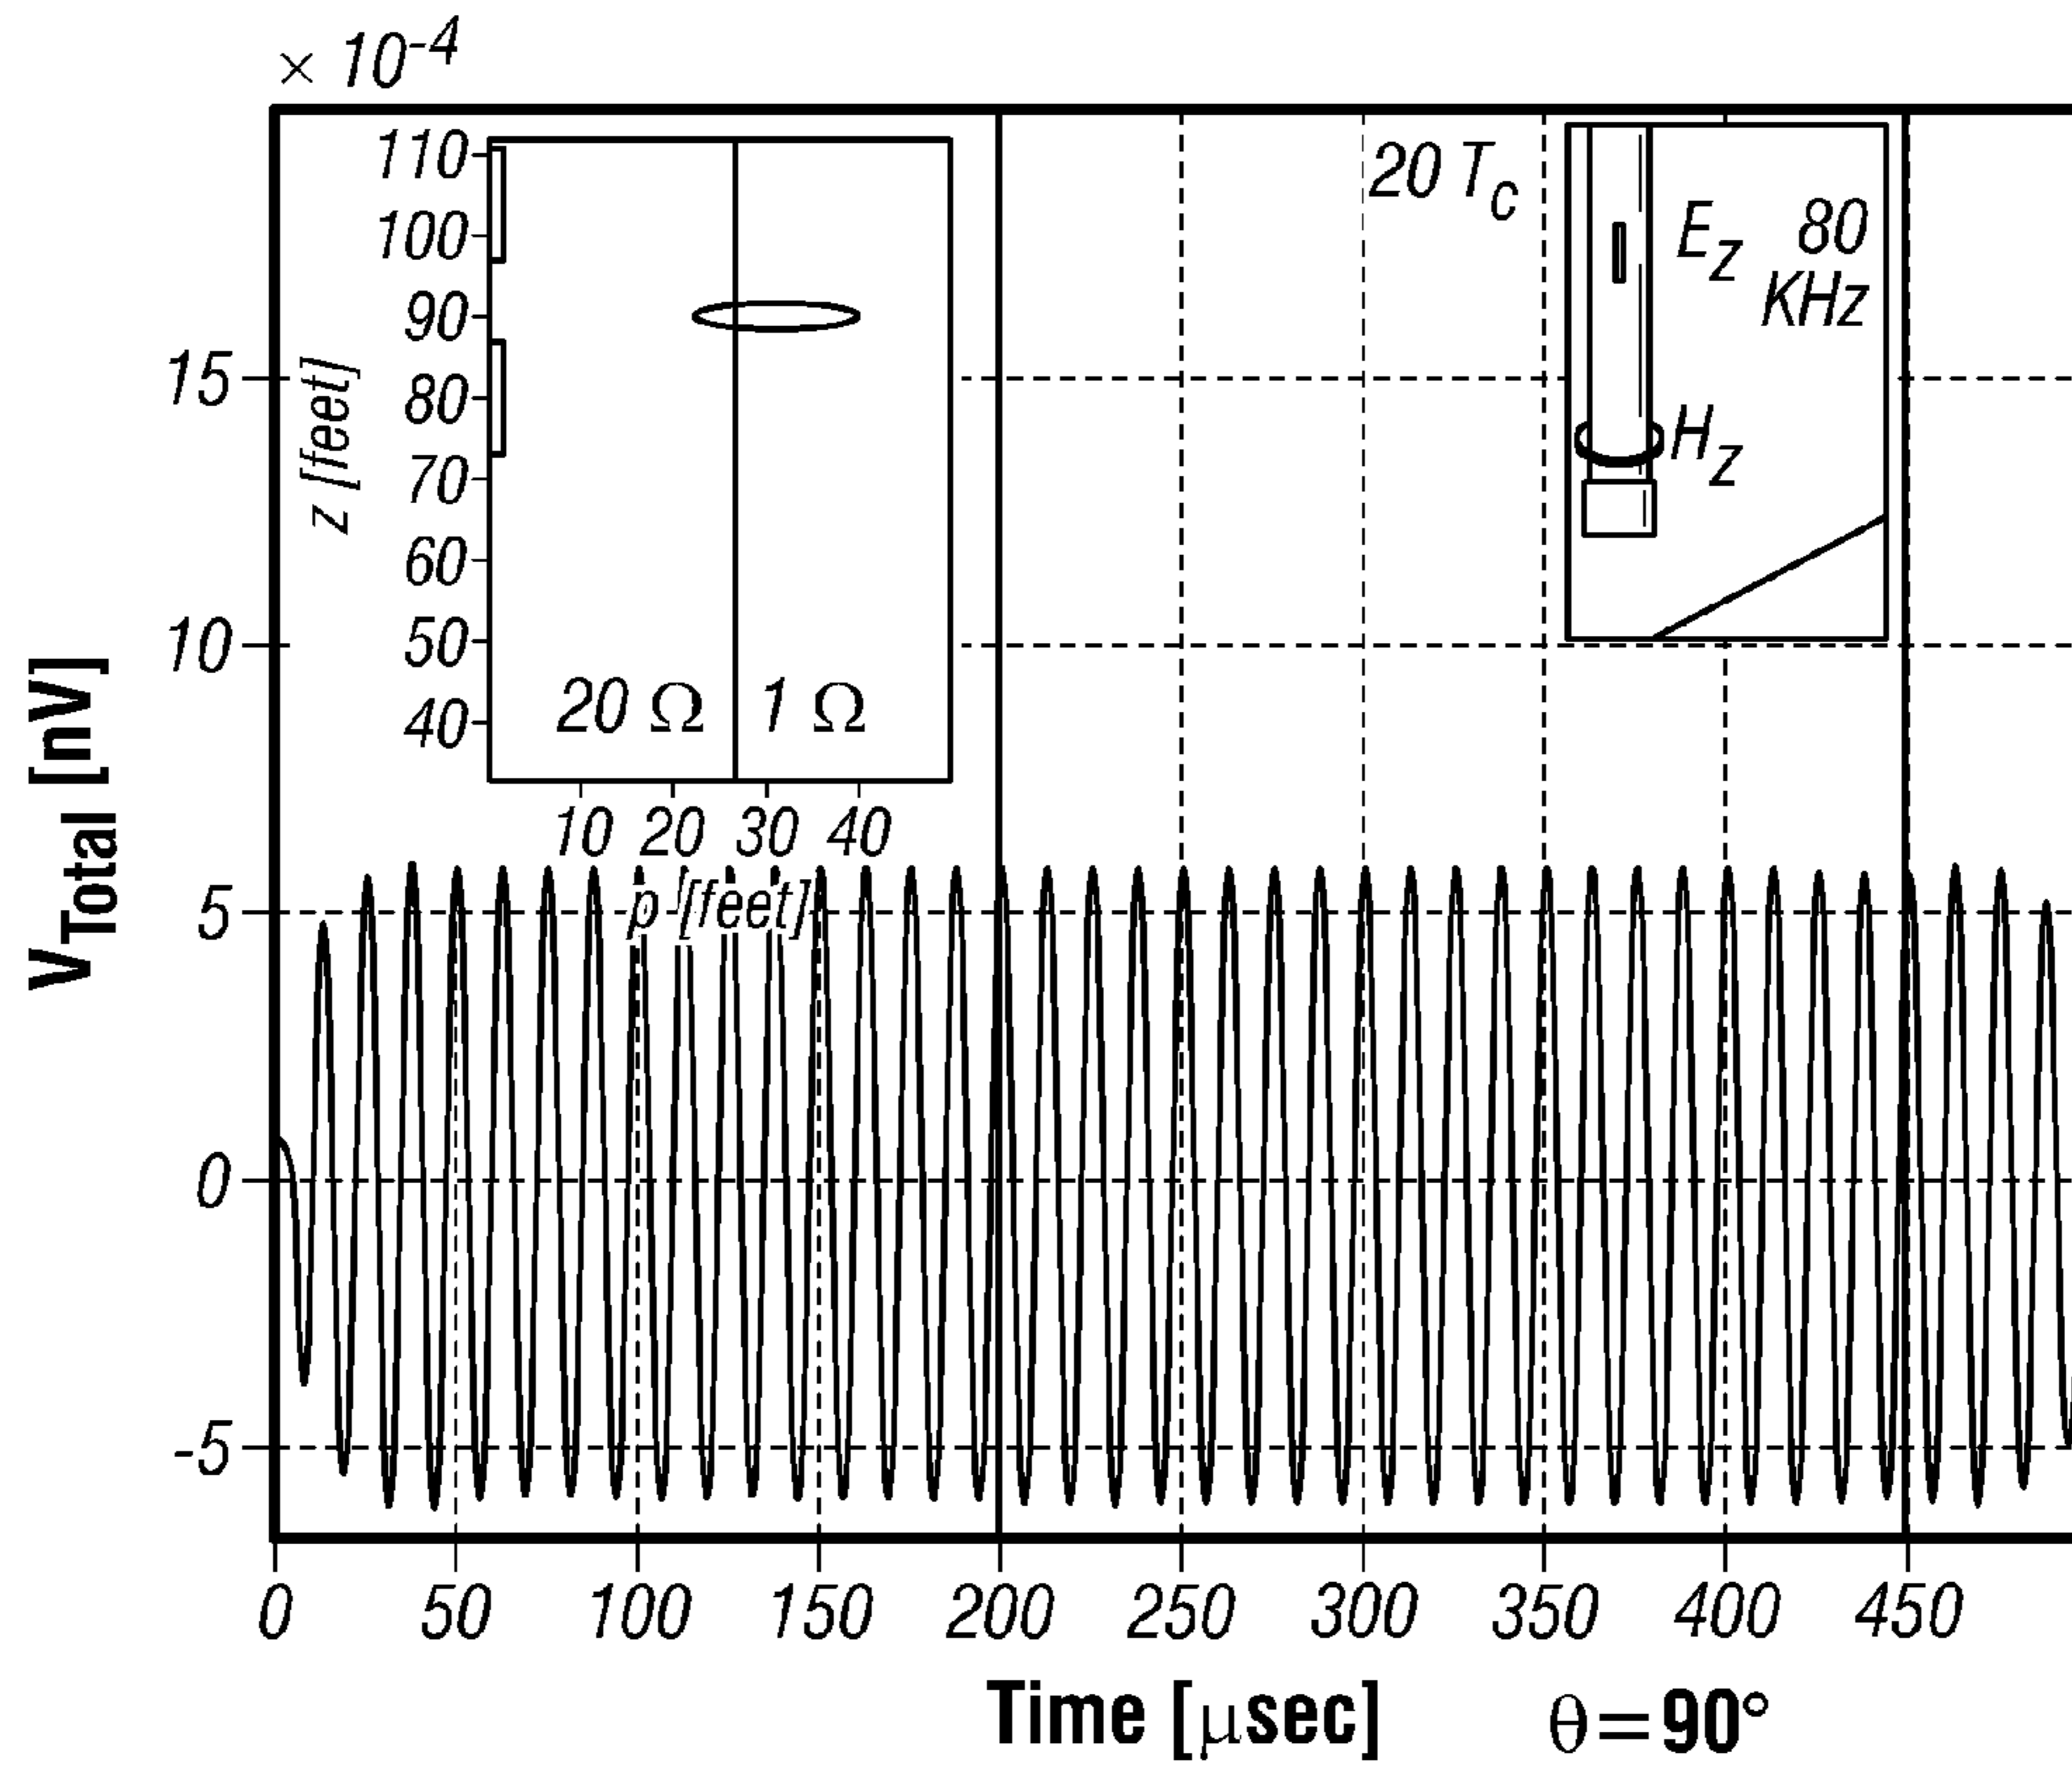 × 10-4
110
100
90
80
70
60
50
40
z [feet]
20 Ω 1 Ω
10 20 30 40
p [feet]
20 Tc
Ez 80
KHz
Hz
15
10
5
0
-5
VTotal [nV]
0 50 100 150 200 250 300 350 400 450
Time [μsec] θ=90°